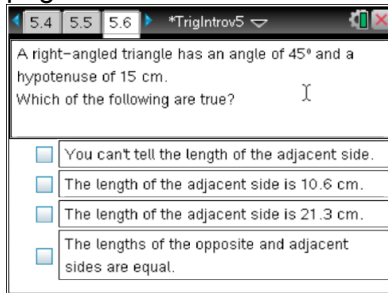 5.4 5.5 5.6 *TrigIntrov5
A right-angled triangle has an angle of 45° and a
hypotenuse of 15 cm.
Which of the following are true?
You can't tell the length of the adjacent side.
The length of the adjacent side is 10.6 cm.
The length of the adjacent side is 21.3 cm.
The lengths of the opposite and adjacent
sides are equal.